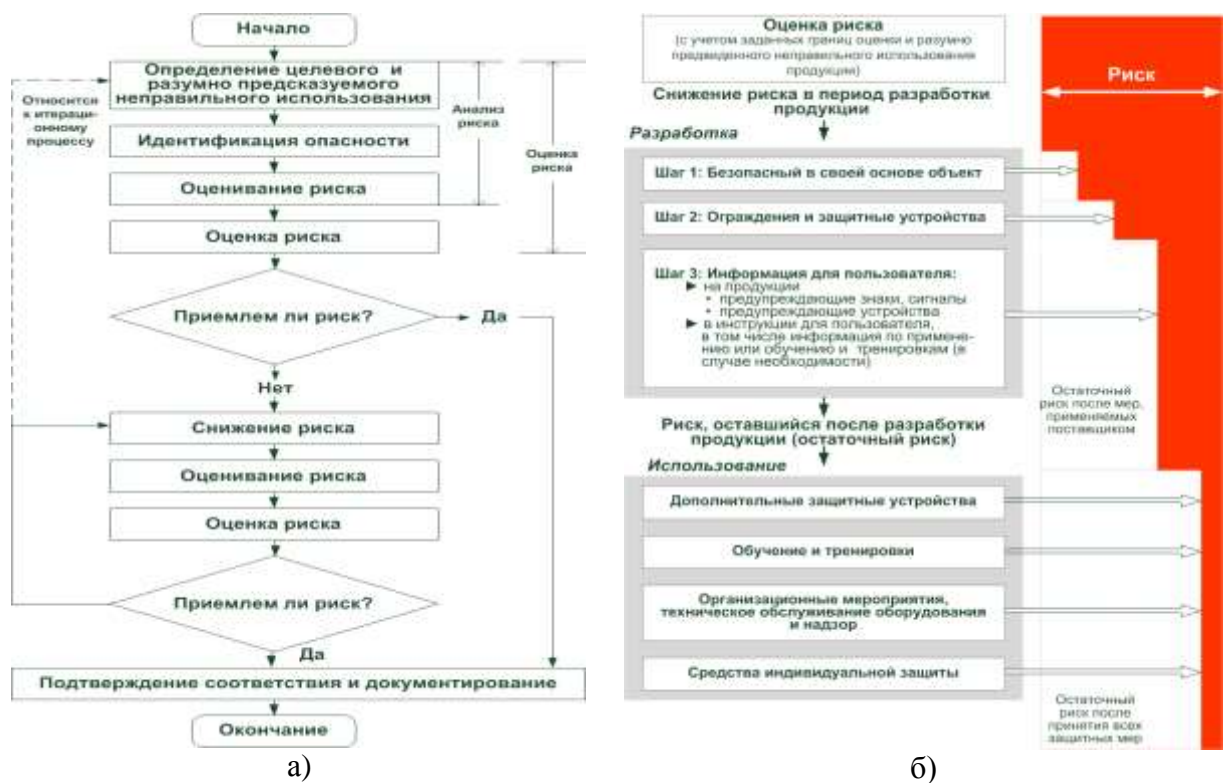 Начало
Определение целевого и
разумно предсказуемого
неправильного использования
Относится
к итераци-
онному
процессу
Анализ
риска
Идентификация опасности
Оценка
риска
Оценивание риска
Оценка риска
Приемлем ли риск?
Да
Нет
Снижение риска
Оценивание риска
Оценка риска
Приемлем ли риск?
Да
Подтверждение соответствия и документирование
Окончание
а)
Оценка риска
(с учетом заданных границ оценки и разумно
предвиденного неправильного использования
продукции)
Риск
Снижение риска в период разработки
продукции
Разработка
Шаг 1: Безопасный в своей основе объект
Шаг 2: Ограждения и защитные устройства
Шаг 3: Информация для пользователя:
► на продукции
• предупреждающие знаки, сигналы
• предупреждающие устройства
► в инструкции для пользователя,
в том числе информация по примене-
нию или обучению и тренировкам (в
случае необходимости)
Остаточный
риск после мер,
применяемых
поставщиком
Риск, оставшийся после разработки
продукции (остаточный риск)
Использование
Дополнительные защитные устройства
Обучение и тренировки
Организационные мероприятия,
техническое обслуживание оборудования
и надзор
Средства индивидуальной защиты
Остаточный
риск после
принятия всех
защитных мер
б)